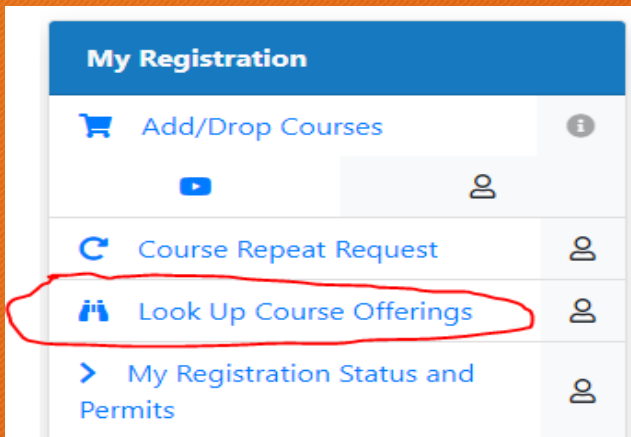 My Registration
Add/Drop Courses
Course Repeat Request
Look Up Course Offerings
My Registration Status and
Permits